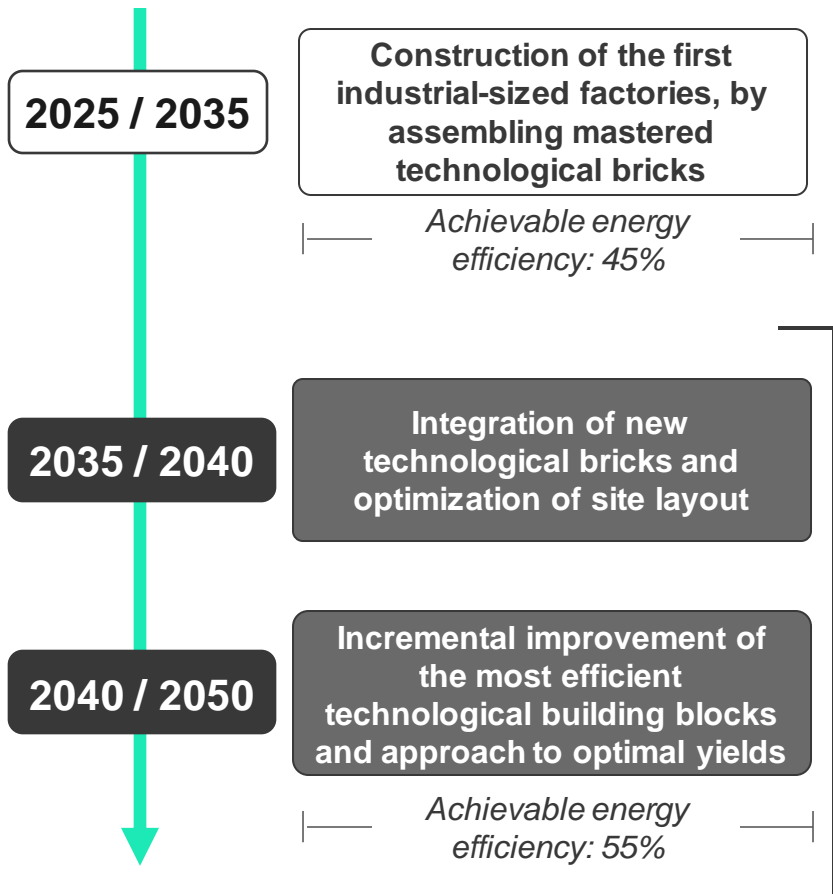 2025 / 2035
Construction of the first
industrial-sized factories, by
assembling mastered
technological bricks
Achievable energy
efficiency: 45%
2035 / 2040
Integration of new
technological bricks and
optimization of site layout
2040 / 2050
Incremental improvement of
the most efficient
technological building blocks
and approach to optimal yields
Achievable energy
efficiency: 55%